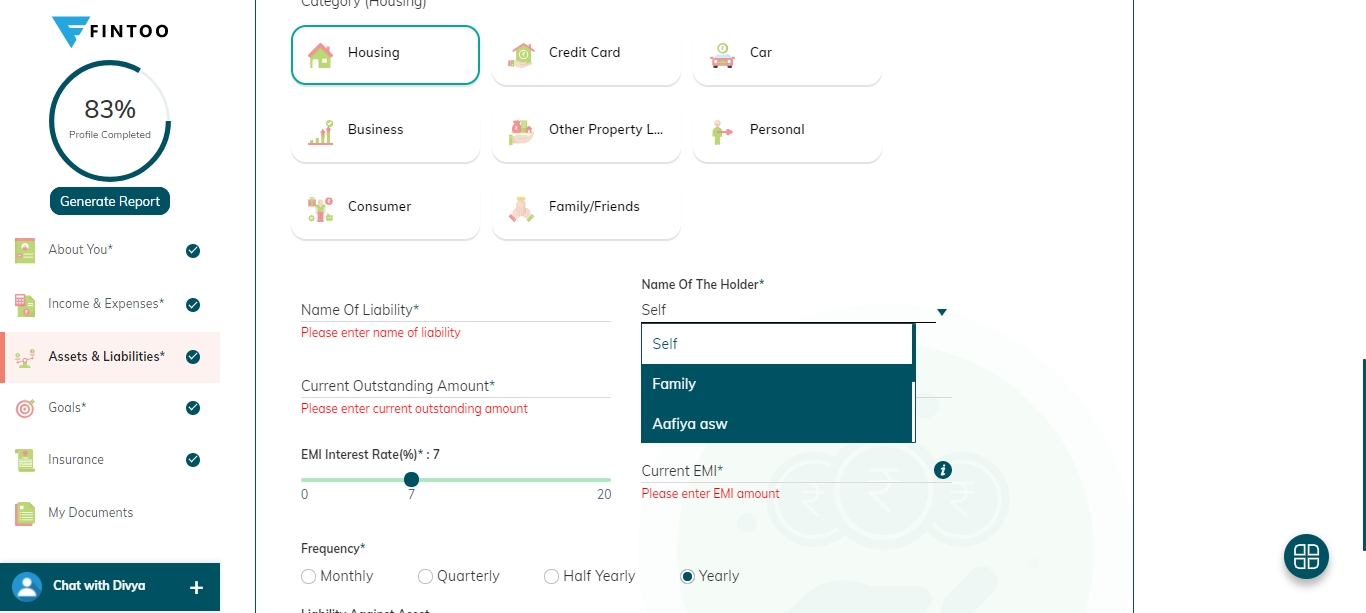 FINTOO
83%
Profile Completed
Generate Report
About You*
Income & Expenses*
Assets & Liabilities*
Goals*
Insurance
My Documents
Chat with Divya
+
Category (Housing)
Housing
Credit Card
Car
Business
Other Property L...
Personal
Consumer
Family/Friends
Name Of Liability*
Please enter name of liability
Name Of The Holder*
Self
Self
Family
Aafiya asw
Current Outstanding Amount*
Please enter current outstanding amount
EMI Interest Rate(%)* : 7
0 7 20
Current EMI*
i
Please enter EMI amount
Frequency*
Monthly Quarterly Half Yearly Yearly
Liability Against Asset